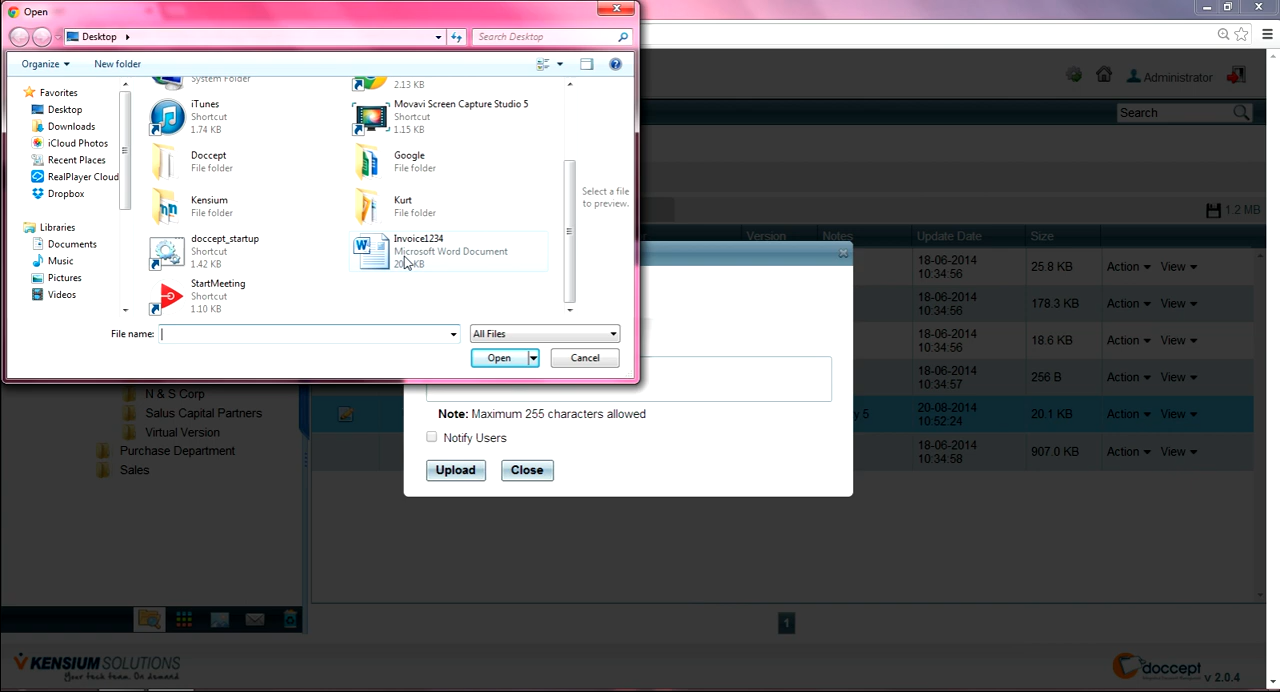 Open
Desktop
Search Desktop
Organize
New folder
Favorites
Desktop
Downloads
iCloud Photos
Recent Places
RealPlayer Cloud
Dropbox
Libraries
Documents
Music
Pictures
Videos
System Folder
2.13 KB
iTunes
Shortcut
1.74 KB
Movavi Screen Capture Studio 5
Shortcut
1.15 KB
Doccept
File folder
Google
File folder
Kensium
File folder
Kurt
File folder
doccept_startup
Shortcut
1.42 KB
Invoice1234
Microsoft Word Document
KB
StartMeeting
Shortcut
1.10 KB
Select a file
to preview.
File name:
All Files
Open
Cancel
Administrator
Search
1.2 MB
Version
Notes
Update Date
Size
18-06-2014
10:34:56
25.8 KB
Action
View
18-06-2014
10:34:56
178.3 KB
Action
View
18-06-2014
10:34:56
18.6 KB
Action
View
18-06-2014
10:34:57
256 B
Action
View
5
20-08-2014
10:52:24
20.1 KB
Action
View
18-06-2014
10:34:58
907.0 KB
Action
View
Note: Maximum 255 characters allowed
Notify Users
Upload
Close
N & S Corp
Salus Capital Partners
Virtual Version
Purchase Department
Sales
1
KENSIUM SOLUTIONS
Your tech team. On demand
doccept
v 2.0.4